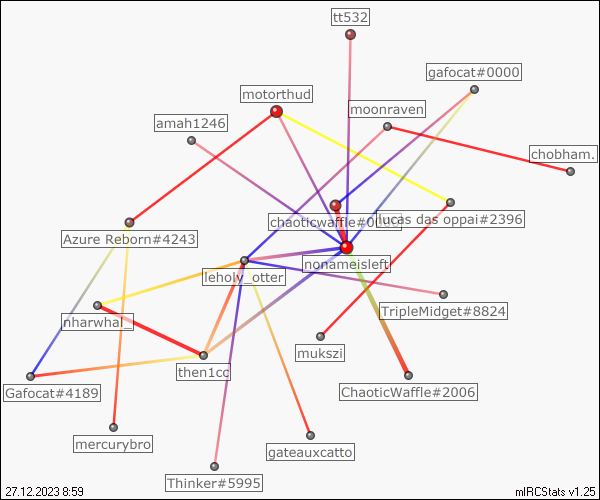 tt532
gafocat#0000
motorthud
moonraven
amah1246
chobham.
chaoticwaffle#0
lucas das oppai#2396
Azure Reborn#4243
nonameisleft
leholy_otter
TripleMidget#8824
nharwhal_
mukszi
then1cc
Gafocat#4189
ChaoticWaffle#2006
mercurybro
gateauxcatto
Thinker#5995
27.12.2023 8:59
mIRCStats v1.25